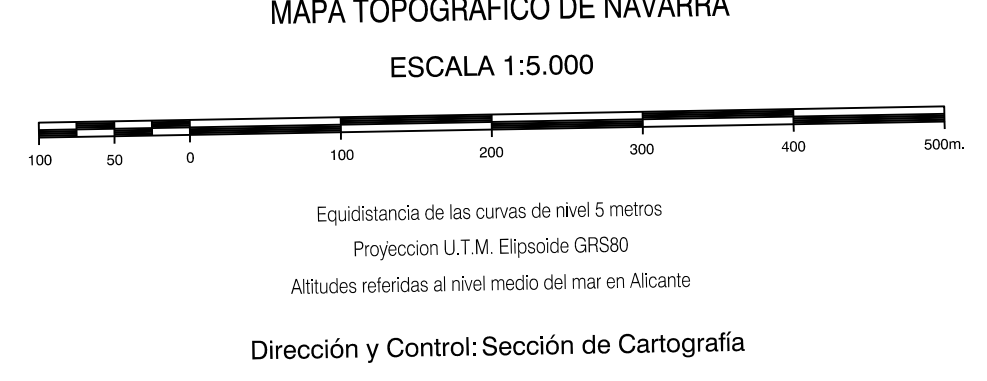 MAPA TOPOGRÁFICO DE NAVARRA
ESCALA 1:5.000
100 50 0 100 200 300 400 500m.
Equidistancia de las curvas de nivel 5 metros
Proyeccion U.T.M. Elipsoide GRS80
Altitudes referidas al nivel medio del mar en Alicante
Dirección y Control: Sección de Cartografía